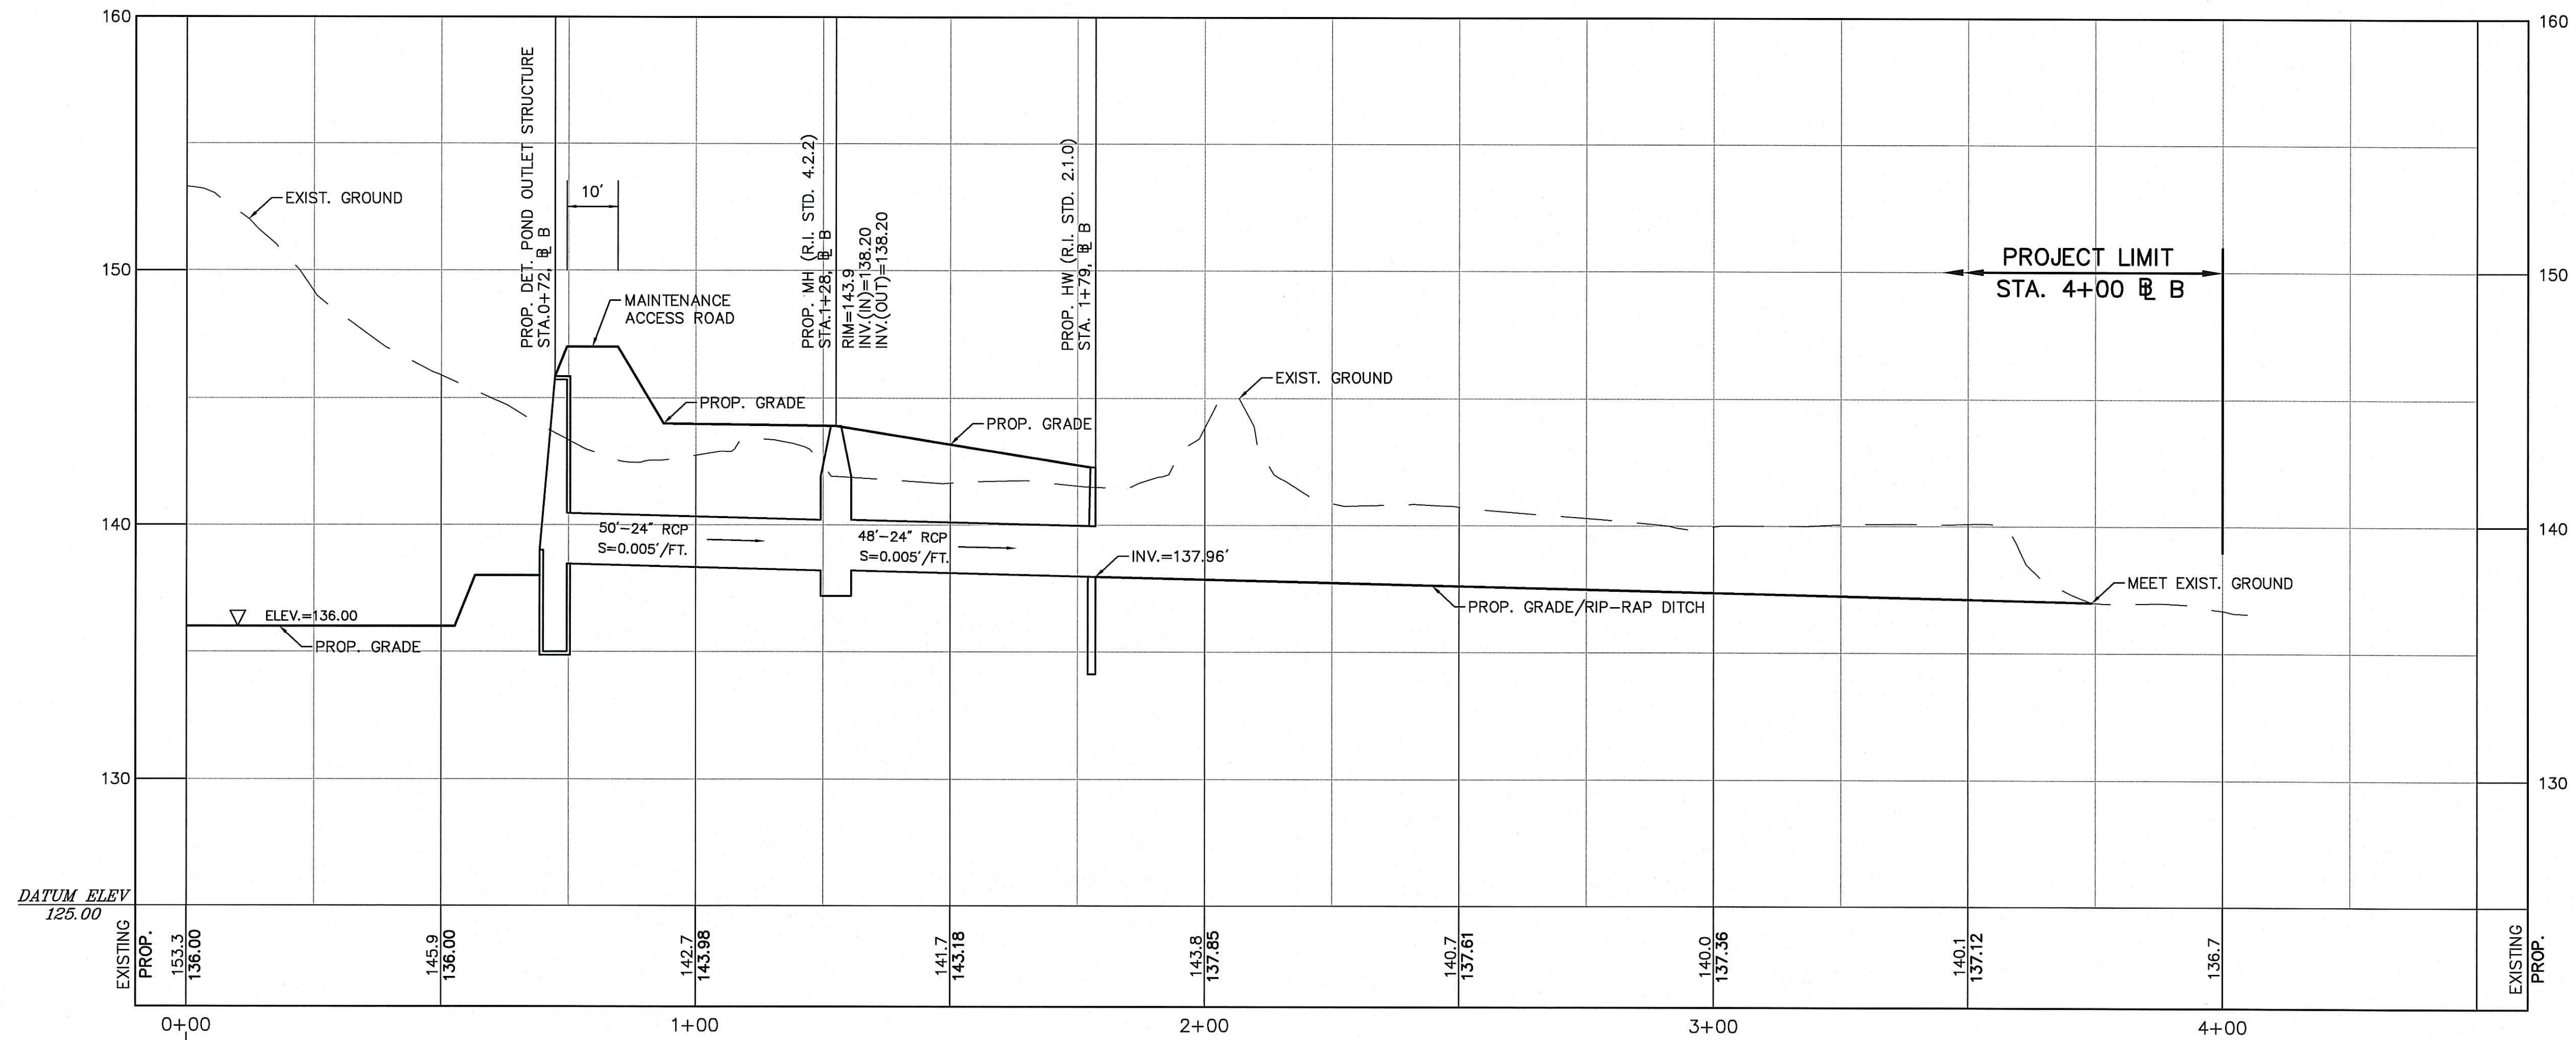 160
160
PROP. DET. POND OUTLET STRUCTURE
STA.0+72, BL B
10'
PROP. MH (R.I. STD. 4.2.2)
STA.1+28, BL B
RIM=143.9
INV.(IN)=138.20
INV.(OUT)=138.20
PROP. HW (R.I. STD. 2.1.0)
STA. 1+79, BL B
EXIST. GROUND
PROJECT LIMIT
STA. 4+00 BL B
150
150
MAINTENANCE
ACCESS ROAD
EXIST. GROUND
PROP. GRADE
PROP. GRADE
140
140
50'-24" RCP
S=0.005'/FT.
48'-24" RCP
S=0.005'/FT.
INV.=137.96'
MEET EXIST. GROUND
PROP. GRADE/RIP-RAP DITCH
ELEV.=136.00
PROP. GRADE
130
130
DATUM ELEV
125.00
EXISTING
PROP.
153.3
136.00
145.9
136.00
142.7
143.98
141.7
143.18
143.8
137.85
140.7
137.61
140.0
137.36
140.1
137.12
136.7
EXISTING
PROP.
0+00
1+00
2+00
3+00
4+00